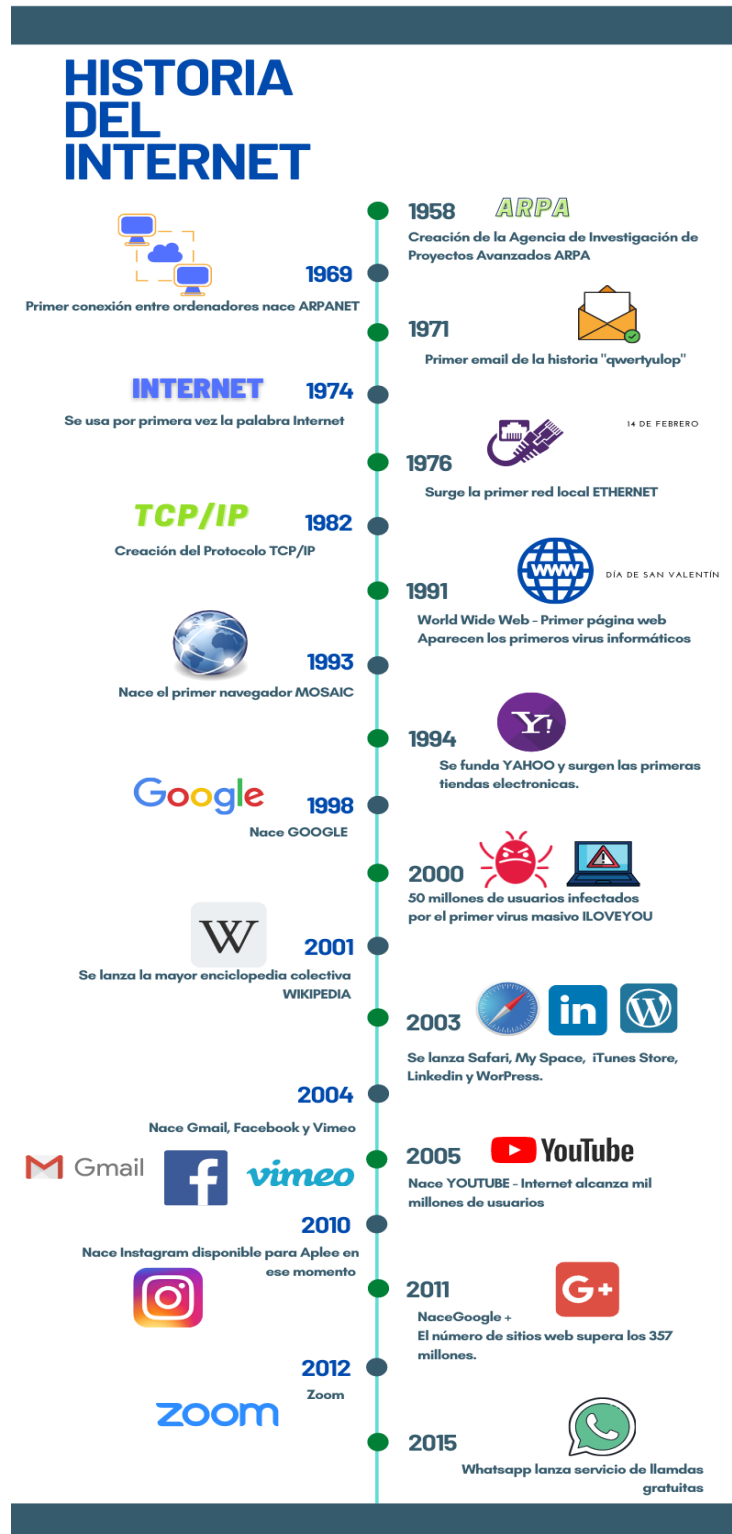 HISTORIA
DEL
INTERNET
1958
ARPA
Creación de la Agencia de Investigación de
Proyectos Avanzados ARPA
1969
Primer conexión entre ordenadores nace ARPANET
1971
Primer email de la historia "qwertyulop"
INTERNET
1974
Se usa por primera vez la palabra Internet
14 DE FEBRERO
1976
Surge la primer red local ETHERNET
TCP/IP
1982
Creación del Protocolo TCP/IP
WWW
DÍA DE SAN VALENTÍN
1991
World Wide Web - Primer página web
Aparecen los primeros virus informáticos
1993
Nace el primer navegador MOSAIC
Y!
1994
Se funda YAHOO y surgen las primeras
tiendas electronicas.
Google
1998
Nace GOOGLE
2000
50 millones de usuarios infectados
por el primer virus masivo ILOVEYOU
W
2001
Se lanza la mayor enciclopedia colectiva
WIKIPEDIA
in
W
2003
Se lanza Safari, My Space, iTunes Store,
Linkedin y WorPress.
2004
Nace Gmail, Facebook y Vimeo
Gmail
f
vimeo
2005
YouTube
Nace YOUTUBE - Internet alcanza mil
millones de usuarios
2010
Nace Instagram disponible para Aplee en
ese momento
2011
G+
NaceGoogle +
El número de sitios web supera los 357
millones.
2012
Zoom
zoom
2015
Whatsapp lanza servicio de llamdas
gratuitas